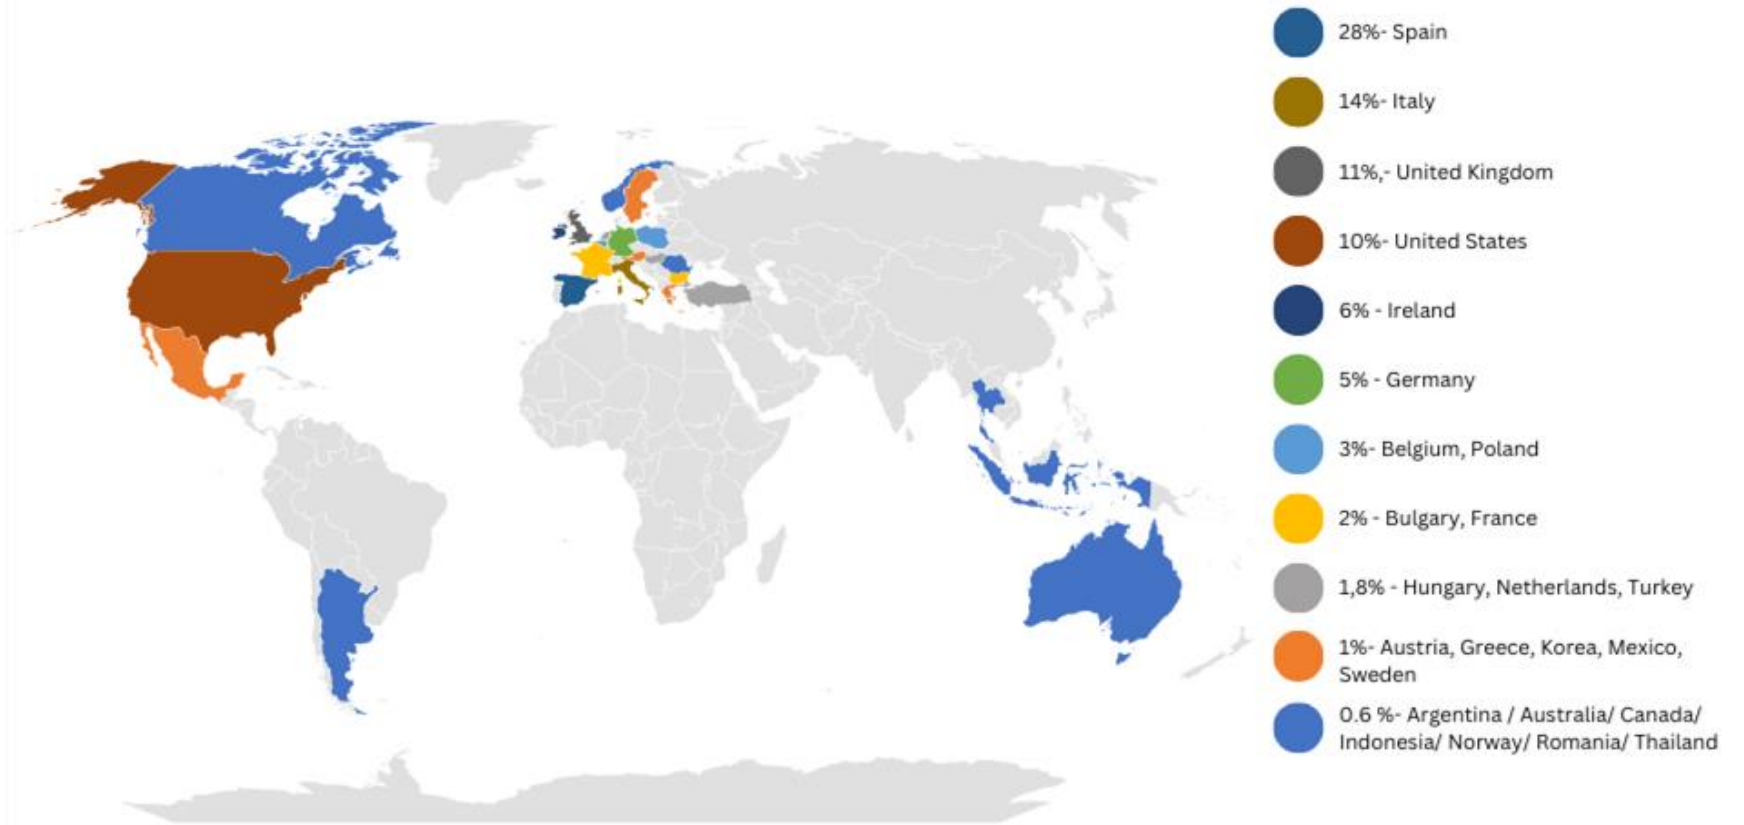 28%- Spain
14%- Italy
11%,- United Kingdom
10%- United States
6% - Ireland
5% - Germany
3%- Belgium, Poland
2% - Bulgary, France
1,8% - Hungary, Netherlands, Turkey
1%- Austria, Greece, Korea, Mexico,
Sweden
0.6 %- Argentina / Australia/ Canada/
Indonesia/ Norway/ Romania/ Thailand